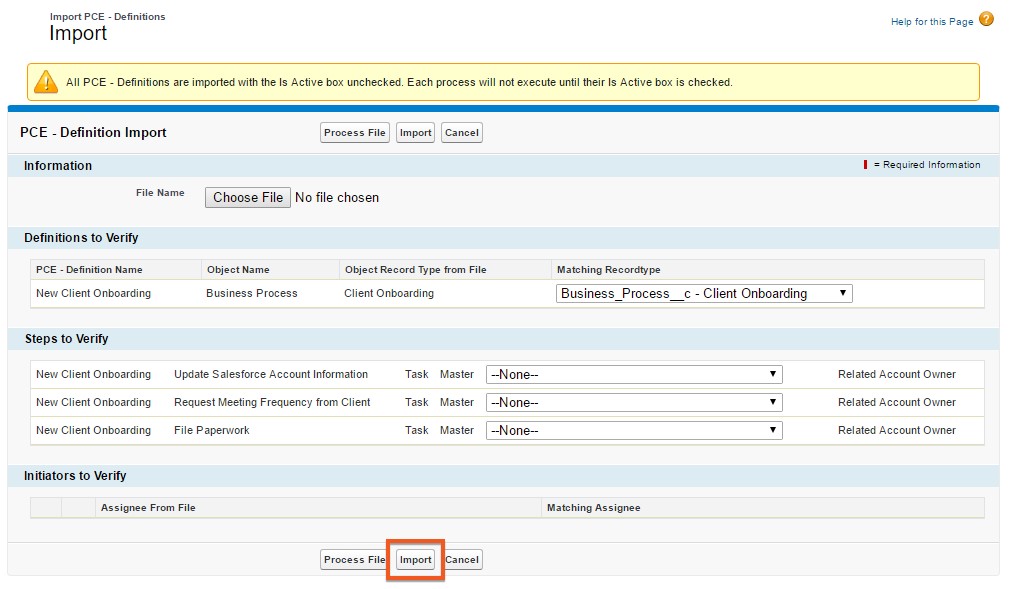 Import PCE - Definitions
Import
Help for this Page ?
All PCE - Definitions are imported with the Is Active box unchecked. Each process will not execute until their Is Active box is checked.
PCE - Definition Import Process File Import Cancel
Information = Required Information
File Name Choose File No file chosen
Definitions to Verify
PCE - Definition Name Object Name Object Record Type from File Matching Recordtype
New Client Onboarding Business Process Client Onboarding Business_Process__c - Client Onboarding
Steps to Verify
New Client Onboarding Update Salesforce Account Information Task Master --None-- Related Account Owner
New Client Onboarding Request Meeting Frequency from Client Task Master --None-- Related Account Owner
New Client Onboarding File Paperwork Task Master --None-- Related Account Owner
Initiators to Verify
Assignee From File Matching Assignee
Process File Import Cancel